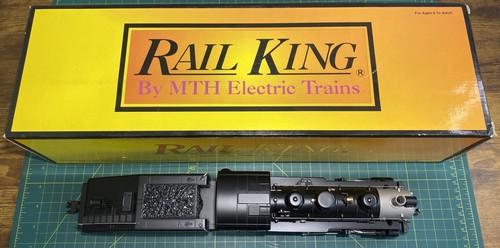 For Ages 8 To Adult
RAIL KING®
By MTH Electric Trains
RAIL KING